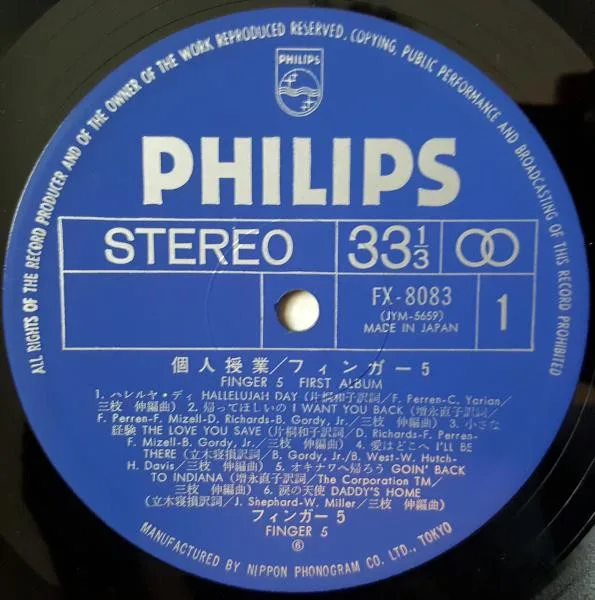 ALL RIGHTS OF THE RECORD PRODUCER AND OF THE OWNER OF THE WORK REPRODUCED RESERVED. COPYING, PUBLIC PERFORMANCE AND BROADCASTING OF THIS RECORD PROHIBITED
PHILIPS
PHILIPS
STEREO
33 1/3
FX-8083
(JYM-5659)
MADE IN JAPAN
1
個人授業/フィンガー5
FINGER 5 FIRST ALBUM
1. ハレルヤ・デイ HALLELUJAH DAY (片桐和子訳詞/F. Ferren-C. Yarian/
三枝 伸編曲) 2. 帰ってほしいの I WANT YOU BACK (増永直子訳詞/
F. Perren-F. Mizell-D. Richards-B. Gordy, Jr./三枝 伸編曲) 3. 小さな
経験 THE LOVE YOU SAVE (片桐和子訳詞/D. Richards-F. Perren-
F. Mizell-B. Gordy, Jr./三枝 伸編曲) 4. 愛はどこへ I'LL BE
THERE (立木寝損訳詞/B. Gordy, Jr./B. West-W. Hutch-
H. Davis/三枝 伸編曲) 5. オキナワへ帰ろう GOIN' BACK
TO INDIANA (増永直子訳詞/The Corporation TM/
三枝 伸編曲) 6. 涙の天使 DADDY'S HOME
(立木寝損訳詞/J. Shephard-W. Miller/三枝 伸編曲)
フィンガー5
FINGER 5
⑥
MANUFACTURED BY NIPPON PHONOGRAM CO. LTD., TOKYO